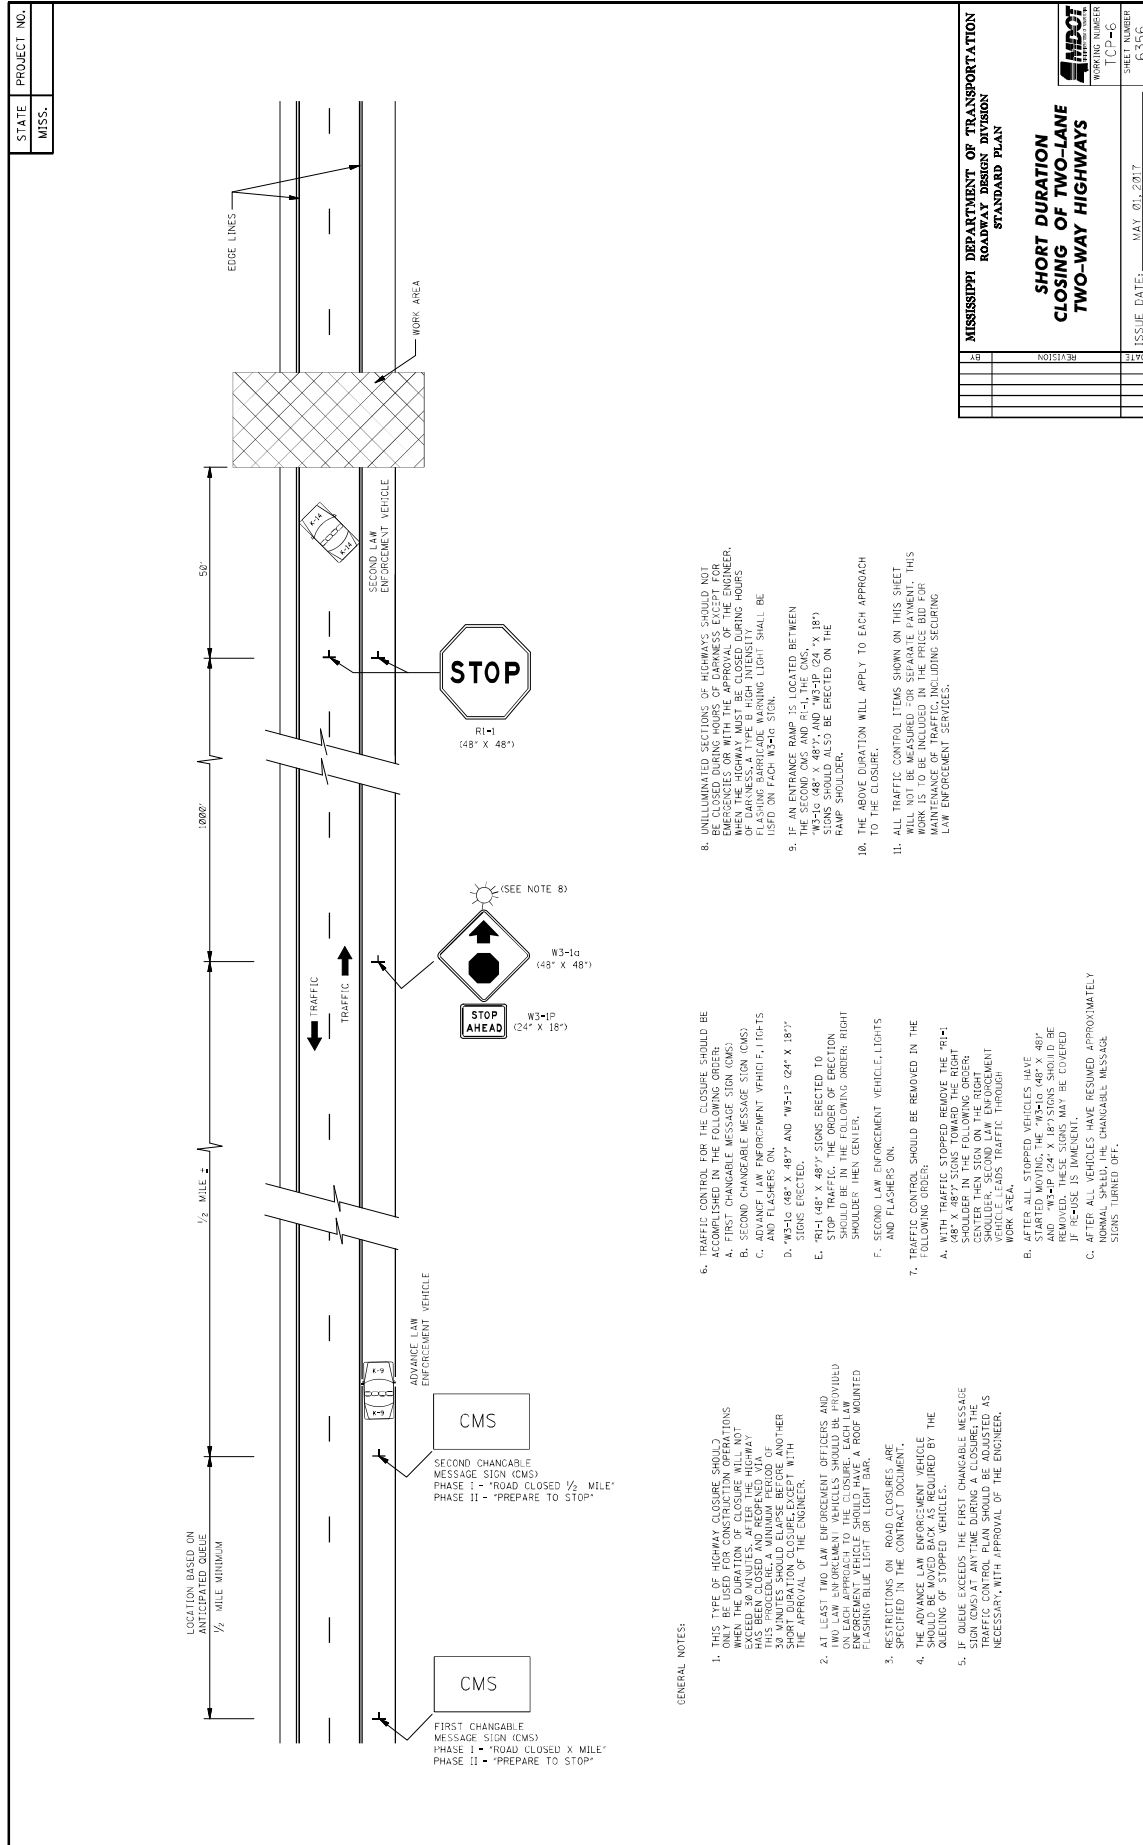 STATE PROJECT NO.
MISS.
EDGE LINES
WORK AREA
50'
SECOND LAW
ENFORCEMENT VEHICLE
K-14
K-14
STOP
R1-1
(48" X 48")
1000'
(SEE NOTE 8)
W3-1a
(48" X 48")
STOP
AHEAD
W3-1P
(24" X 18")
TRAFFIC
TRAFFIC
1/2 MILE ±
ADVANCE LAW
ENFORCEMENT VEHICLE
K-9
K-9
CMS
SECOND CHANGABLE
MESSAGE SIGN (CMS)
PHASE I - "ROAD CLOSED 1/2 MILE"
PHASE II - "PREPARE TO STOP"
LOCATION BASED ON
ANTICIPATED QUEUE
1/2 MILE MINIMUM
CMS
FIRST CHANGABLE
MESSAGE SIGN (CMS)
PHASE I - "ROAD CLOSED X MILE"
PHASE II - "PREPARE TO STOP"
GENERAL NOTES:
1. THIS TYPE OF HIGHWAY CLOSURE SHOULD
ONLY BE USED FOR CONSTRUCTION OPERATIONS
WHEN THE DURATION OF CLOSURE WILL NOT
EXCEED 30 MINUTES. AFTER THE HIGHWAY
HAS BEEN CLOSED AND REOPENED VIA
THIS PROCEDURE, A MINIMUM PERIOD OF
30 MINUTES SHOULD ELAPSE BEFORE ANOTHER
SHORT DURATION CLOSURE, EXCEPT WITH
THE APPROVAL OF THE ENGINEER.
2. AT LEAST TWO LAW ENFORCEMENT OFFICERS AND
TWO LAW ENFORCEMENT VEHICLES SHOULD BE PROVIDED
ON EACH APPROACH TO THE CLOSURE. EACH LAW
ENFORCEMENT VEHICLE SHOULD HAVE A ROOF MOUNTED
FLASHING BLUE LIGHT OR LIGHT BAR.
3. RESTRICTIONS ON ROAD CLOSURES ARE
SPECIFIED IN THE CONTRACT DOCUMENT.
4. THE ADVANCE LAW ENFORCEMENT VEHICLE
SHOULD BE MOVED BACK AS REQUIRED BY THE
QUEUING OF STOPPED VEHICLES.
5. IF QUEUE EXCEEDS THE FIRST CHANGABLE MESSAGE
SIGN (CMS) AT ANYTIME DURING A CLOSURE; THE
TRAFFIC CONTROL PLAN SHOULD BE ADJUSTED AS
NECESSARY, WITH APPROVAL OF THE ENGINEER.
6. TRAFFIC CONTROL FOR THE CLOSURE SHOULD BE
ACCOMPLISHED IN THE FOLLOWING ORDER:
A. FIRST CHANGABLE MESSAGE SIGN (CMS)
B. SECOND CHANGEABLE MESSAGE SIGN (CMS)
C. ADVANCE LAW ENFORCEMENT VEHICLE, LIGHTS
AND FLASHERS ON.
D. "W3-1a (48" X 48")" AND "W3-1P (24" X 18")"
SIGNS ERECTED.
E. "R1-1 (48" X 48")" SIGNS ERECTED TO
STOP TRAFFIC. THE ORDER OF ERECTION
SHOULD BE IN THE FOLLOWING ORDER: RIGHT
SHOULDER THEN CENTER.
F. SECOND LAW ENFORCEMENT VEHICLE, LIGHTS
AND FLASHERS ON.
7. TRAFFIC CONTROL SHOULD BE REMOVED IN THE
FOLLOWING ORDER:
A. WITH TRAFFIC STOPPED REMOVE THE "R1-1
(48" X 48")" SIGNS TOWARD THE RIGHT
SHOULDER IN THE FOLLOWING ORDER:
CENTER THEN SIGN ON THE RIGHT
SHOULDER. SECOND LAW ENFORCEMENT
VEHICLE LEADS TRAFFIC THROUGH
WORK AREA.
B. AFTER ALL STOPPED VEHICLES HAVE
STARTED MOVING, THE "W3-1a (48" X 48)"
AND "W3-1P (24" X 18") SIGNS SHOULD BE
REMOVED. THESE SIGNS MAY BE COVERED
IF RE-USE IS IMMENENT.
C. AFTER ALL VEHICLES HAVE RESUMED APPROXIMATELY
NORMAL SPEED, THE CHANGABLE MESSAGE
SIGNS TURNED OFF.
8. UNILLUMINATED SECTIONS OF HIGHWAYS SHOULD NOT
BE CLOSED DURING HOURS OF DARKNESS EXCEPT FOR
EMERGENCIES OR WITH THE APPROVAL OF THE ENGINEER.
WHEN THE HIGHWAY MUST BE CLOSED DURING HOURS
OF DARKNESS, A TYPE B HIGH INTENSITY
FLASHING BARRICADE WARNING LIGHT SHALL BE
USED ON EACH W3-1a SIGN.
9. IF AN ENTRANCE RAMP IS LOCATED BETWEEN
THE SECOND CMS AND R1-1, THE CMS,
"W3-1a (48" X 48")", AND "W3-1P (24 "X 18")
SIGNS SHOULD ALSO BE ERECTED ON THE
RAMP SHOULDER.
10. THE ABOVE DURATION WILL APPLY TO EACH APPROACH
TO THE CLOSURE.
11. ALL TRAFFIC CONTROL ITEMS SHOWN ON THIS SHEET
WILL NOT BE MEASURED FOR SEPARATE PAYMENT. THIS
WORK IS TO BE INCLUDED IN THE PRICE BID FOR
MAINTENANCE OF TRAFFIC, INCLUDING SECURING
LAW ENFORCEMENT SERVICES.
MISSISSIPPI DEPARTMENT OF TRANSPORTATION
ROADWAY DESIGN DIVISION
STANDARD PLAN
SHORT DURATION
CLOSING OF TWO-LANE
TWO-WAY HIGHWAYS
MDOT
WORKING NUMBER
TCP-6
SHEET NUMBER
6356
ISSUE DATE: MAY 01, 2017
BY
REVISION
DATE